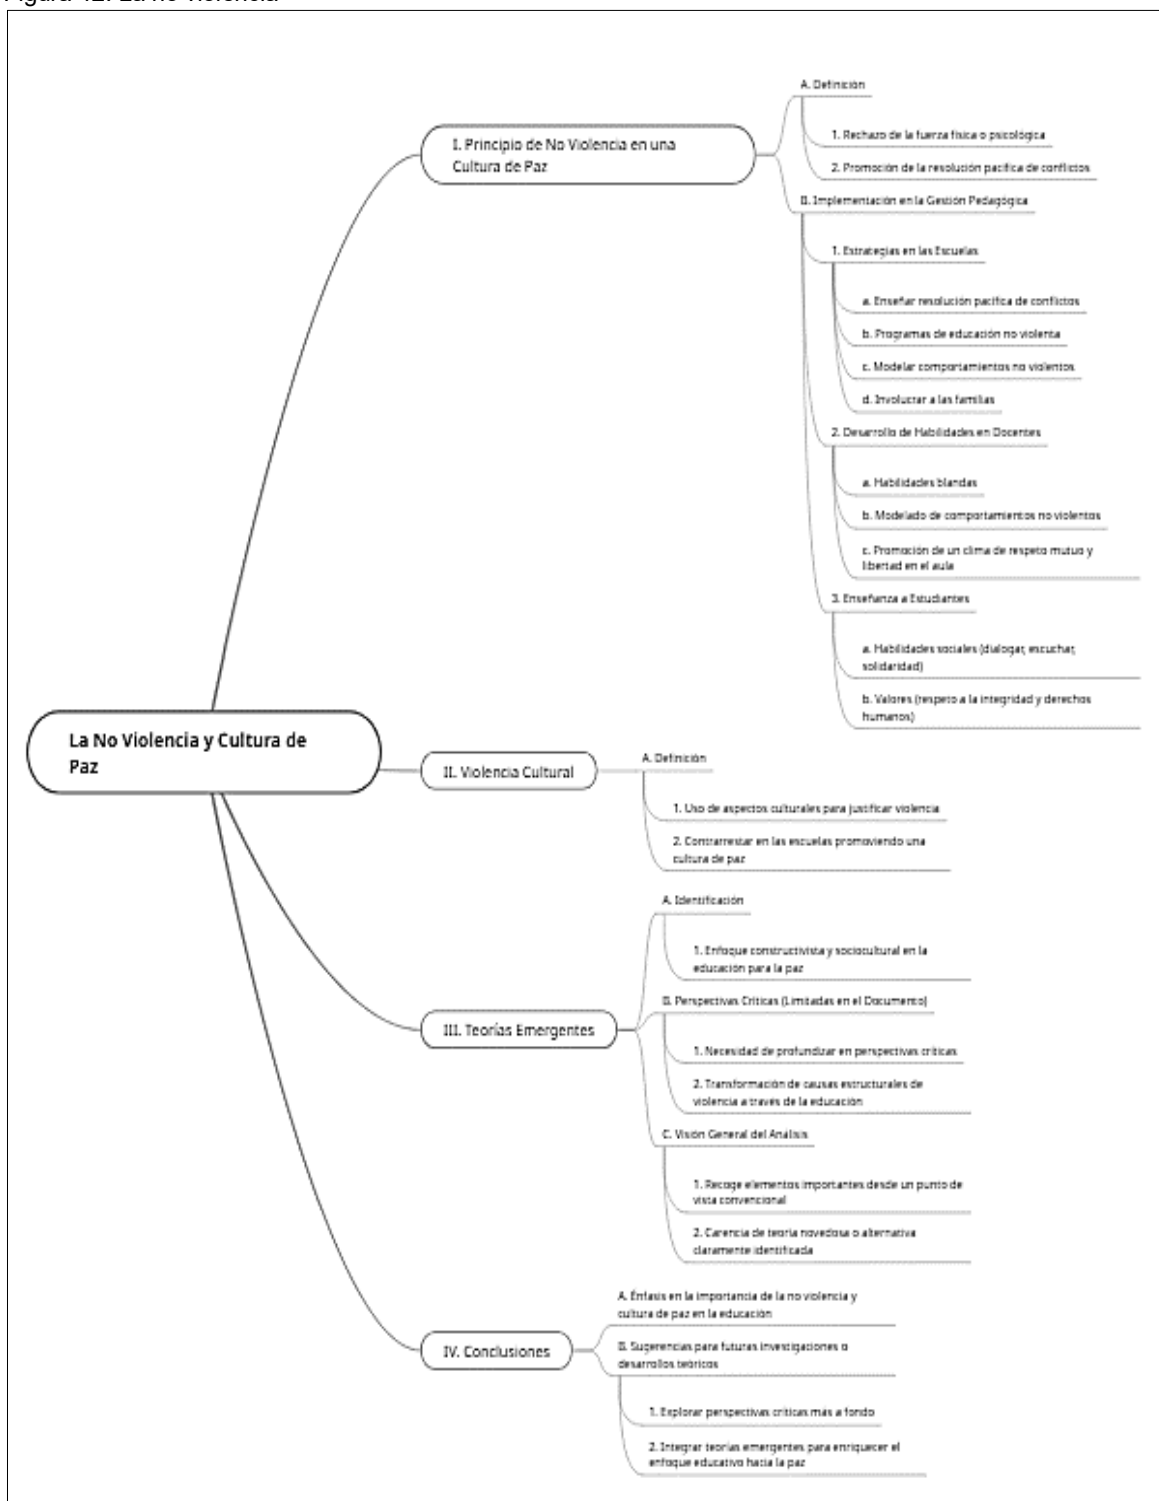 La No Violencia y Cultura de
Paz
I. Principio de No Violencia en una
Cultura de Paz
A. Definición
1. Rechazo de la fuerza física o psicológica
2. Promoción de la resolución pacífica de conflictos
B. Implementación en la Gestión Pedagógica
1. Estrategias en las Escuelas
a. Enseñar resolución pacífica de conflictos
b. Programas de educación no violenta
c. Modelar comportamientos no violentos
d. Involucrar a las familias
2. Desarrollo de Habilidades en Docentes
a. Habilidades blandas
b. Modelado de comportamientos no violentos
c. Promoción de un clima de respeto mutuo y
libertad en el aula
3. Enseñanza a Estudiantes
a. Habilidades sociales (dialogar, escuchar,
solidaridad)
b. Valores (respeto a la integridad y derechos
humanos)
II. Violencia Cultural
A. Definición
1. Uso de aspectos culturales para justificar violencia
2. Contrarrestar en las escuelas promoviendo una
cultura de paz
III. Teorías Emergentes
A. Identificación
1. Enfoque constructivista y sociocultural en la
educación para la paz
B. Perspectivas Críticas (Limitadas en el Documento)
1. Necesidad de profundizar en perspectivas críticas
2. Transformación de causas estructurales de
violencia a través de la educación
C. Visión General del Análisis
1. Recoge elementos importantes desde un punto de
vista convencional
2. Carencia de teoría novedosa o alternativa
claramente identificada
IV. Conclusiones
A. Énfasis en la importancia de la no violencia y
cultura de paz en la educación
B. Sugerencias para futuras investigaciones o
desarrollos teóricos
1. Explorar perspectivas críticas más a fondo
2. Integrar teorías emergentes para enriquecer el
enfoque educativo hacia la paz